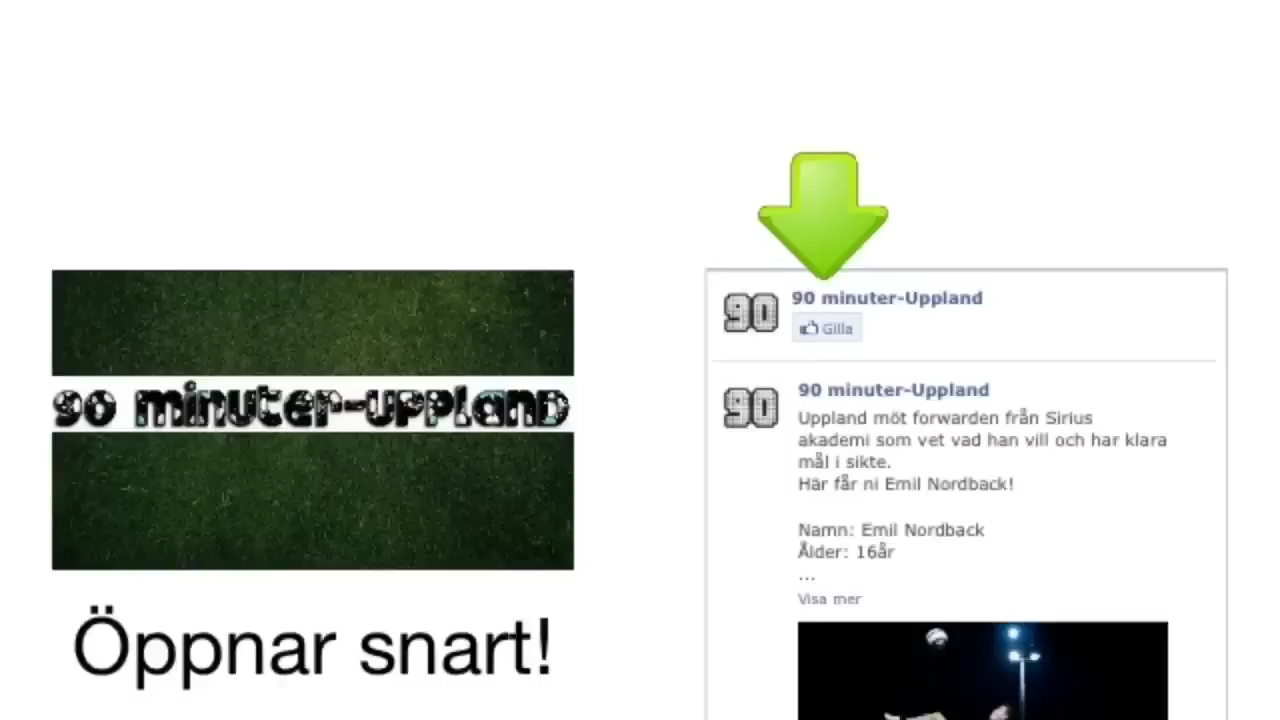 90 minuter-uppland
Öppnar snart!
90
90 minuter-Uppland
Gilla
90
90 minuter-Uppland
Uppland möt forwarden från Sirius
akademi som vet vad han vill och har klara
mål i sikte.
Här får ni Emil Nordback!
Namn: Emil Nordback
Ålder: 16år
...
Visa mer